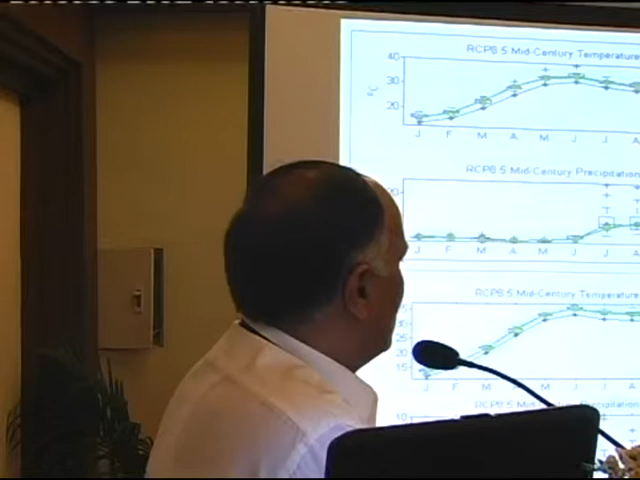 RCP8.5 Mid-Century Temperature
40
30
20
°C
J F M A M J J A
RCP8.5 Mid-Century Precipitation
J F M A M J J A
RCP8.5 Mid-Century Temperature
30
25
20
15
J F M A M J J A
RCP8.5 Mid-Century Precipitation
10